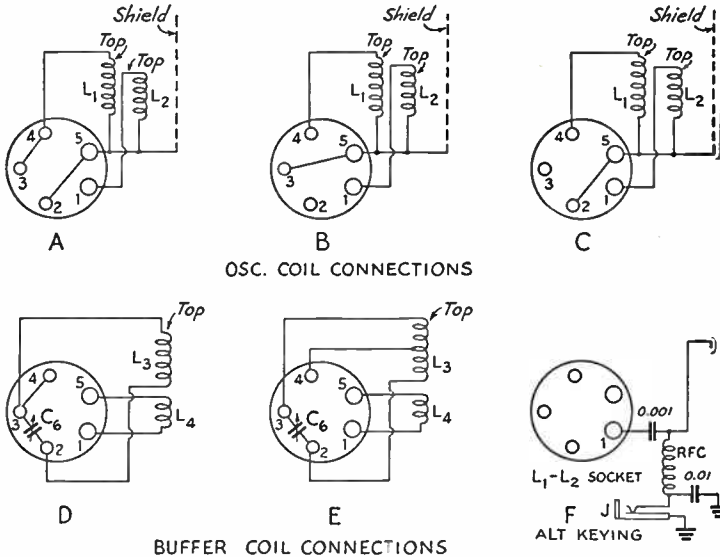 Shield Shield Shield
Top Top Top Top Top Top
L1 L2 L1 L2 L1 L2
4 5 4 5 4 5
3 3 3
2 1 2 1 2 1
A B C
OSC. COIL CONNECTIONS
Top Top
L3 L3
4 5 4 5
C6 L4 C6 L4
3 3
2 1 2 1
0.001
1
RFC
L1-L2 SOCKET
0.01
J
D E F
ALT KEYING
BUFFER COIL CONNECTIONS